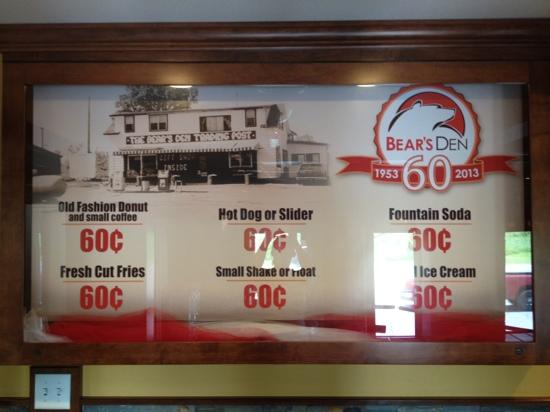 THE BEAR'S DEN TRADING POST
GIFT SHOP
INSIDE
BEAR'S DEN
1953 60 2013
Old Fashion Donut
and small coffee
60¢
Hot Dog or Slider
60¢
Fountain Soda
60¢
Fresh Cut Fries
60¢
Small Shake or Float
60¢
Ice Cream
60¢